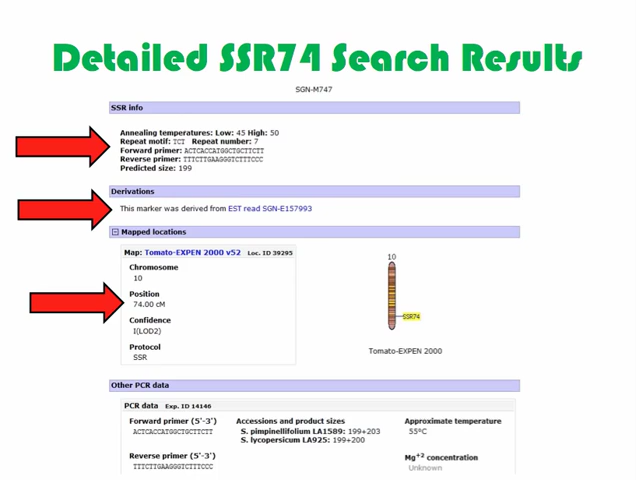 Detailed SSR74 Search Results
SGN-M747
SSR info
Annealing temperatures: Low: 45 High: 50
Repeat motif: TCT Repeat number: 7
Forward primer: ACTCACCATGGCTGCTTCTT
Reverse primer: TTTCTTGAAGGGTCTTTCCC
Predicted size: 199
Derivations
This marker was derived from EST read SGN-E157993
Mapped locations
Map: Tomato-EXPEN 2000 v52 Loc. ID 39295
Chromosome
10
Position
74.00 cM
Confidence
I(LOD2)
Protocol
SSR
10
SSR74
Tomato-EXPEN 2000
Other PCR data
PCR data Exp. ID 14146
Forward primer (5'-3')
ACTCACCATGGCTGCTTCTT
Reverse primer (5'-3')
TTTCTTGAAGGGTCTTTCCC
Accessions and product sizes
S. pimpinellifolium LA1589: 199+203
S. lycopersicum LA925: 199+200
Approximate temperature
55°C
Mg+2 concentration
Unknown